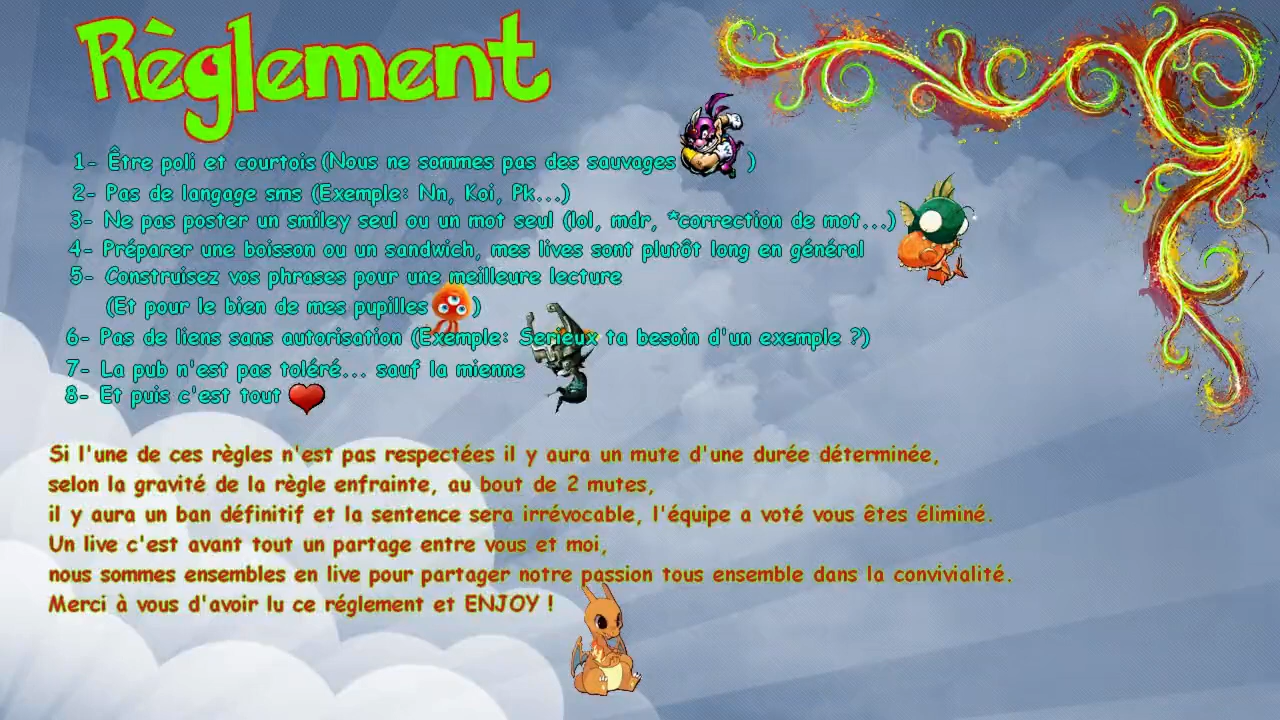 Règlement
1- Être poli et courtois (Nous ne sommes pas des sauvages )
2- Pas de langage sms (Exemple: Nn, Koi, Pk...)
3- Ne pas poster un smiley seul ou un mot seul (lol, mdr, *correction de mot...)
4- Préparer une boisson ou un sandwich, mes lives sont plutôt long en général
5- Construisez vos phrases pour une meilleure lecture
(Et pour le bien de mes pupilles )
6- Pas de liens sans autorisation (Exemple: Serieux ta besoin d'un exemple ?)
7- La pub n'est pas toléré... sauf la mienne
8- Et puis c'est tout
Si l'une de ces règles n'est pas respectées il y aura un mute d'une durée déterminée,
selon la gravité de la règle enfrainte, au bout de 2 mutes,
il y aura un ban définitif et la sentence sera irrévocable, l'équipe a voté vous êtes éliminé.
Un live c'est avant tout un partage entre vous et moi,
nous sommes ensembles en live pour partager notre passion tous ensemble dans la convivialité.
Merci à vous d'avoir lu ce réglement et ENJOY !